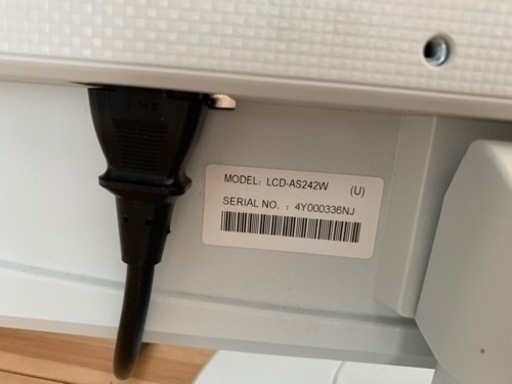 MODEL: LCD-AS242W (U)
SERIAL NO. : 4Y000336NJ